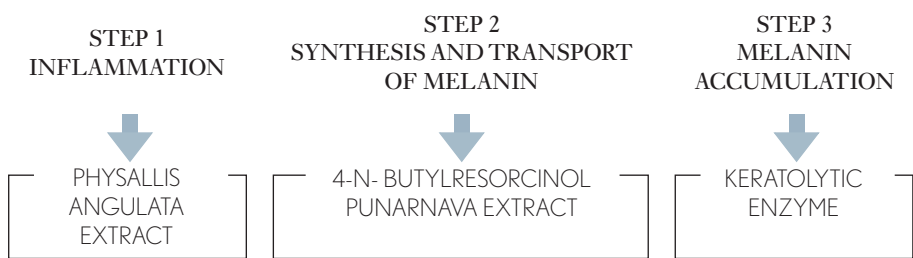 STEP 1
INFLAMMATION
PHYSALLIS
ANGULATA
EXTRACT
STEP 2
SYNTHESIS AND TRANSPORT
OF MELANIN
4-N- BUTYLRESORCINOL
PUNARNAVA EXTRACT
STEP 3
MELANIN
ACCUMULATION
KERATOLYTIC
ENZYME